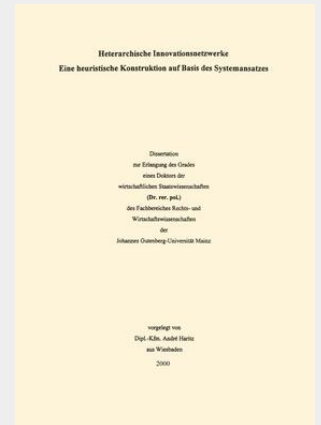 Heterarchische Innovationsnetzwerke
Eine heuristische Konstruktion auf Basis des Systemansatzes
Dissertation
zur Erlangung des Grades
eines Doktors der
wirtschaftlichen Staatswissenschaften
(Dr. rer. pol.)
des Fachbereiches Rechts- und
Wirtschaftswissenschaften
der
Johannes Gutenberg-Universität Mainz
vorgelegt von
Dipl.-Kfm. André Haritz
aus Wiesbaden
2000